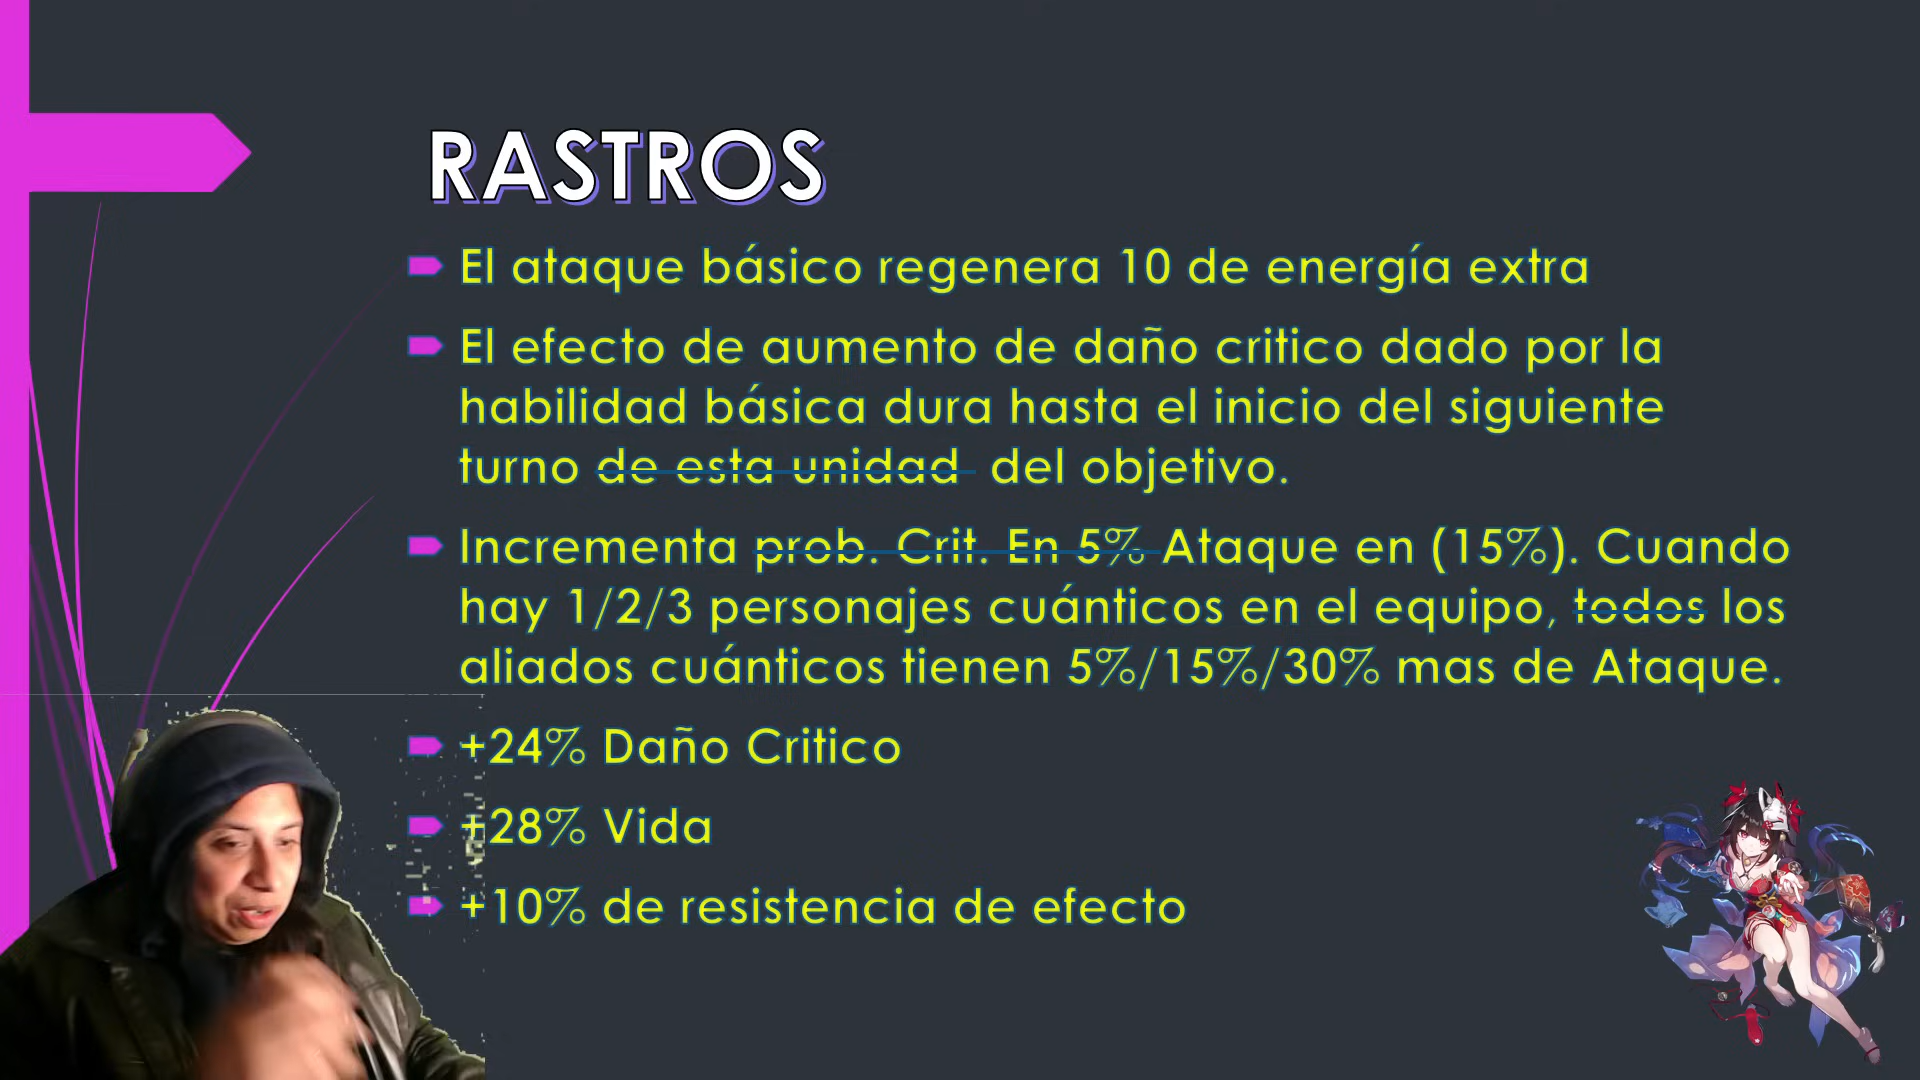 RASTROS
El ataque básico regenera 10 de energía extra
El efecto de aumento de daño critico dado por la
habilidad básica dura hasta el inicio del siguiente
turno de esta unidad del objetivo.
Incrementa prob. Crit. En 5% Ataque en (15%). Cuando
hay 1/2/3 personajes cuánticos en el equipo, todos los
aliados cuánticos tienen 5%/15%/30% mas de Ataque.
+24% Daño Critico
+28% Vida
+10% de resistencia de efecto